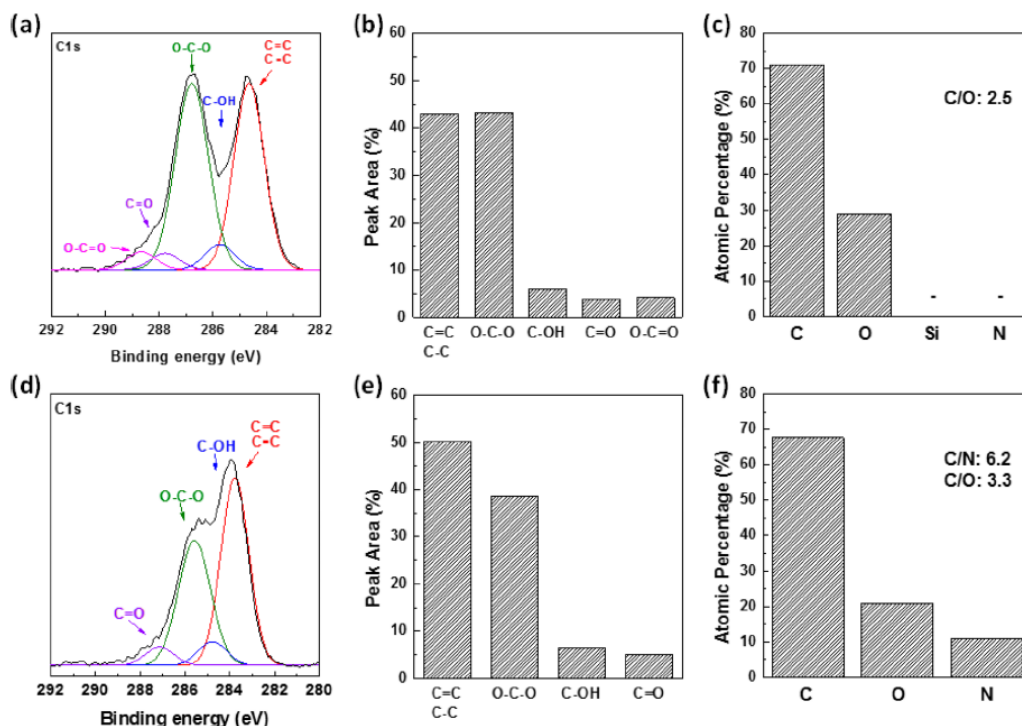 (a)
C1s
O-C-O
C=C
C-C
C-OH
C=O
O-C=O
292 290 288 286 284 282
Binding energy (eV)
(b)
60
50
40
30
20
10
0
Peak Area (%)
C=C O-C-O C-OH C=O O-C=O
C-C
(c)
80
70
60
50
40
30
20
10
0
Atomic Percentage (%)
C/O: 2.5
- -
C O Si N
(d)
C1s
C=C
C-C
C-OH
O-C-O
C=O
292 290 288 286 284 282 280
Binding energy (eV)
(e)
60
50
40
30
20
10
0
Peak Area (%)
C=C O-C-O C-OH C=O
C-C
(f)
80
70
60
50
40
30
20
10
0
Atomic Percentage (%)
C/N: 6.2
C/O: 3.3
C O N